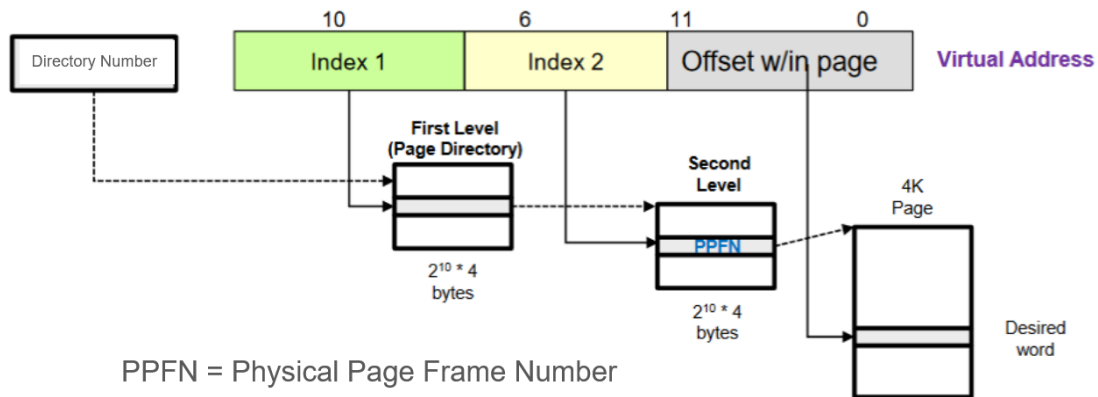 10 6 11 0
Directory Number
Index 1
Index 2
Offset w/in page
Virtual Address
First Level
(Page Directory)
2¹⁰ * 4
bytes
Second
Level
PPFN
2¹⁰ * 4
bytes
4K
Page
Desired
word
PPFN = Physical Page Frame Number